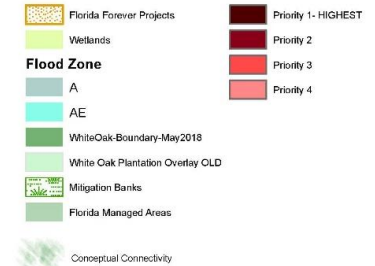 Florida Forever Projects
Wetlands
Flood Zone
A
AE
WhiteOak-Boundary-May2018
White Oak Plantation Overlay OLD
Mitigation Banks
Florida Managed Areas
Conceptual Connectivity
Priority 1- HIGHEST
Priority 2
Priority 3
Priority 4